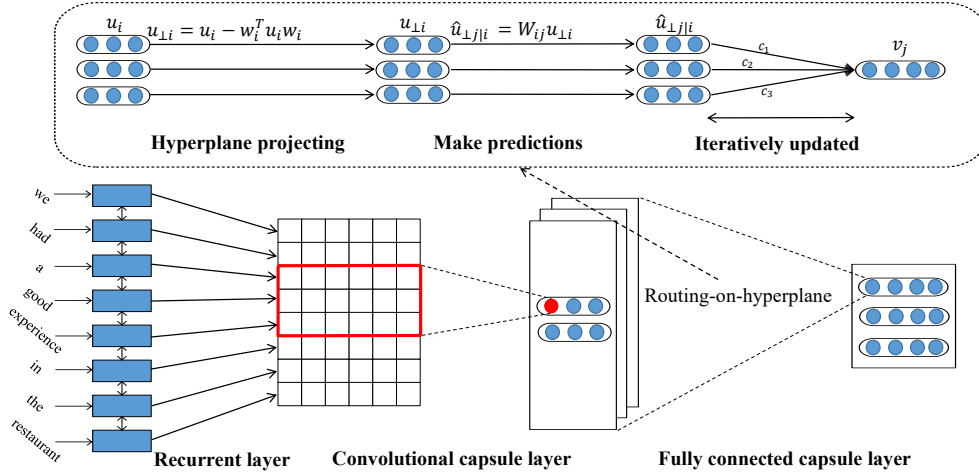 u_i u_{⊥i} = u_i − w_i^T u_i w_i u_{⊥i} û_{⊥j|i} = W_{ij} u_{⊥i} û_{⊥j|i}
c_1
v_j
c_2
c_3
Hyperplane projecting Make predictions Iteratively updated
we
had
a
good
experience
in
the
restaurant
Routing-on-hyperplane
Recurrent layer Convolutional capsule layer Fully connected capsule layer